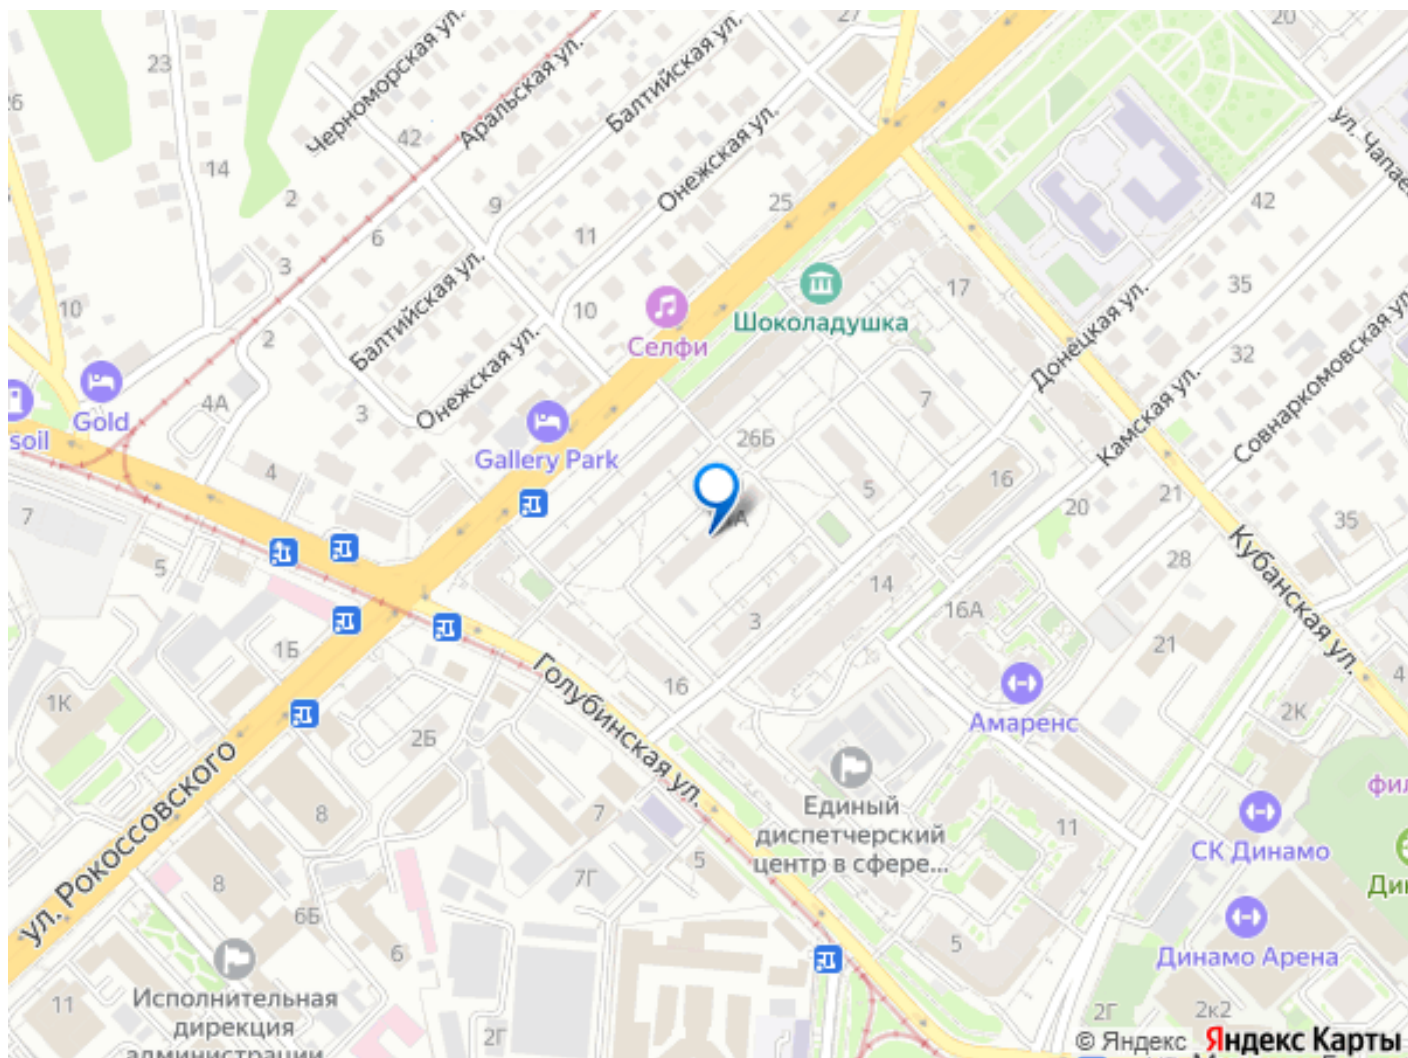 27
20
23
Черноморская ул.
Аральская ул.
Балтийская ул.
42
14
ул. Чапаев
Онежская ул.
2
9
25
42
6
11
3
17
35
10
10
Балтийская ул.
Шоколадушка
Селфи
2
Донецкая ул.
Совнаркомовская ул.
32
Онежская ул.
Gold
4А
3
7
Камская ул.
soil
26Б
Gallery Park
4
16
5
21
20
7
35
Кубанская ул.
28
5
14
16А
3
21
1Б
Голубинская ул.
16
4
1К
Амаренс
2К
2Б
ул. Рокоссовского
Единый
диспетчерский
центр в сфере...
фил
8
7
11
СК Динамо
5
8
7Г
Ди
6Б
6
5
Динамо Арена
Исполнительная
дирекция
администрации
11
2Г
2Г
2к2
© Яндекс Яндекс Карты